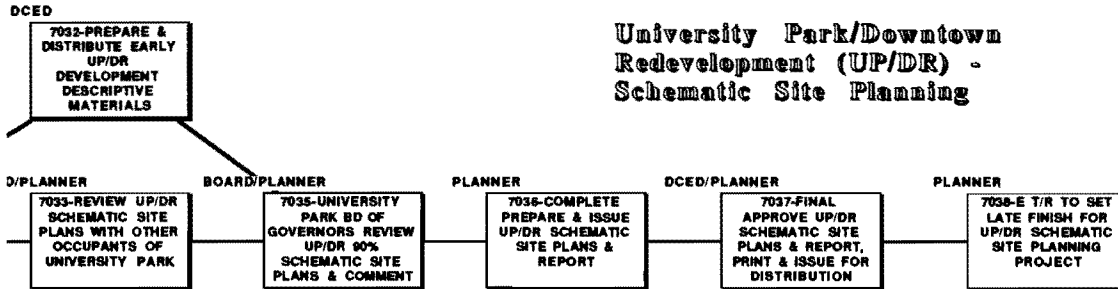 DCED
7032-PREPARE &
DISTRIBUTE EARLY
UP/DR
DEVELOPMENT
DESCRIPTIVE
MATERIALS
University Park/Downtown
Redevelopment (UP/DR) -
Schematic Site Planning
D/PLANNER
7033-REVIEW UP/DR
SCHEMATIC SITE
PLANS WITH OTHER
OCCUPANTS OF
UNIVERSITY PARK
BOARD/PLANNER
7035-UNIVERSITY
PARK BD OF
GOVERNORS REVIEW
UP/DR 90%
SCHEMATIC SITE
PLANS & COMMENT
PLANNER
7036-COMPLETE
PREPARE & ISSUE
UP/DR SCHEMATIC
SITE PLANS &
REPORT
DCED/PLANNER
7037-FINAL
APPROVE UP/DR
SCHEMATIC SITE
PLANS & REPORT,
PRINT & ISSUE FOR
DISTRIBUTION
PLANNER
7038-E T/R TO SET
LATE FINISH FOR
UP/DR SCHEMATIC
SITE PLANNING
PROJECT